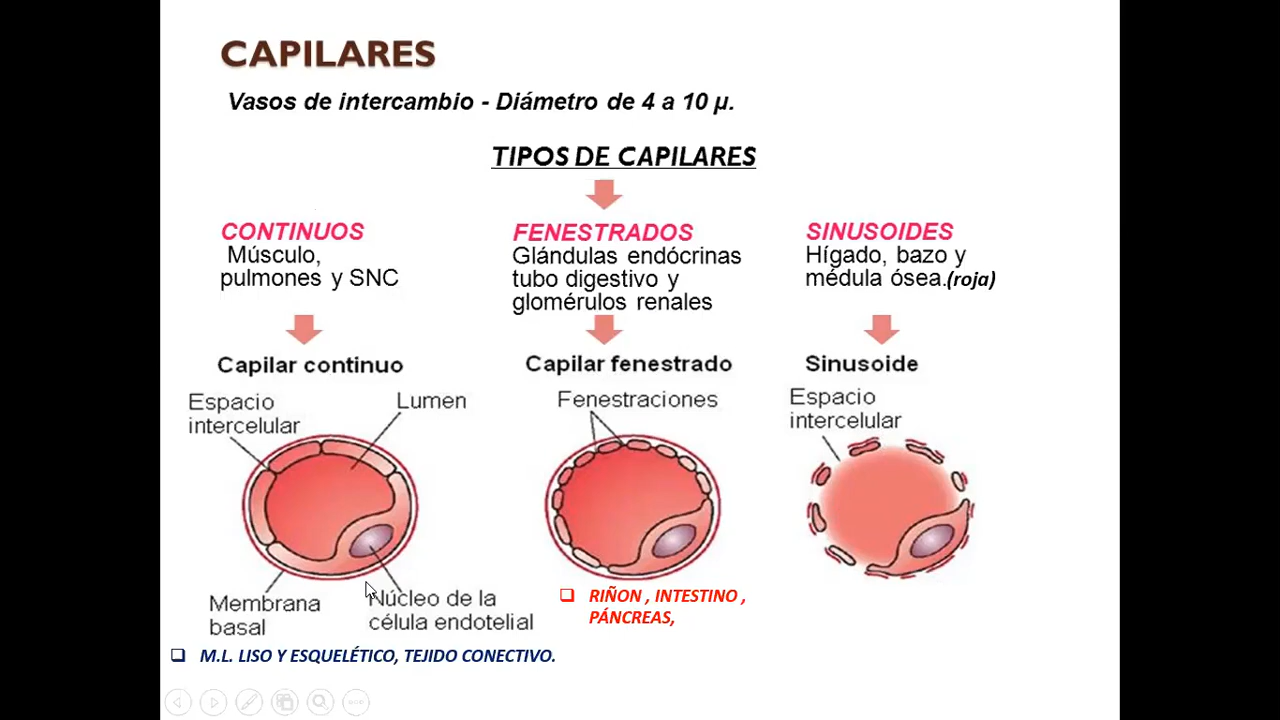 CAPILARES
Vasos de intercambio - Diámetro de 4 a 10 µ.
TIPOS DE CAPILARES
CONTINUOS
Músculo,
pulmones y SNC
FENESTRADOS
Glándulas endócrinas
tubo digestivo y
glomérulos renales
SINUSOIDES
Hígado, bazo y
médula ósea.(roja)
Capilar continuo
Espacio
intercelular
Lumen
Membrana
basal
Núcleo de la
célula endotelial
M.L. LISO Y ESQUELÉTICO, TEJIDO CONECTIVO.
Capilar fenestrado
Fenestraciones
RIÑON , INTESTINO ,
PÁNCREAS,
Sinusoide
Espacio
intercelular